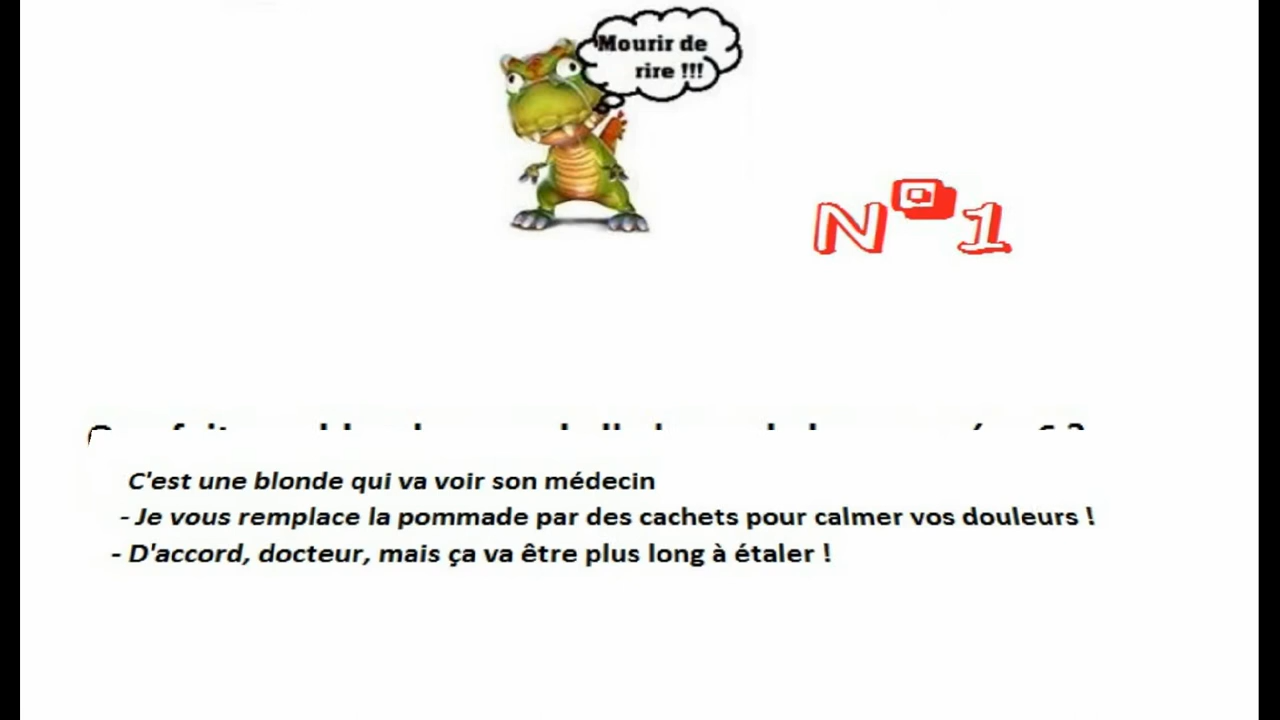 Mourir de
rire !!!
N°1
C'est une blonde qui va voir son médecin
- Je vous remplace la pommade par des cachets pour calmer vos douleurs !
- D'accord, docteur, mais ça va être plus long à étaler !